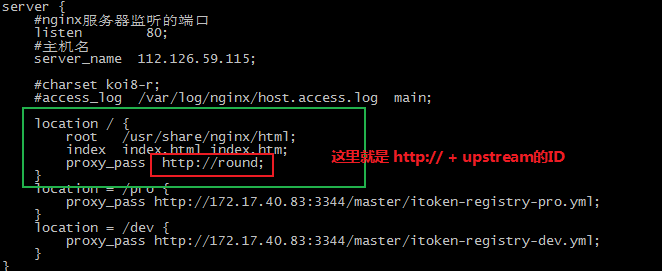 server {
#nginx服务器监听的端口
listen 80;
#主机名
server_name 112.126.59.115;
#charset koi8-r;
#access_log /var/log/nginx/host.access.log main;
location / {
root /usr/share/nginx/html;
index index.html index.htm;
proxy_pass http://round;
这里就是 http:// + upstream的ID
}
location = /pro {
proxy_pass http://172.17.40.83:3344/master/itoken-registry-pro.yml;
}
location = /dev {
proxy_pass http://172.17.40.83:3344/master/itoken-registry-dev.yml;
}
}